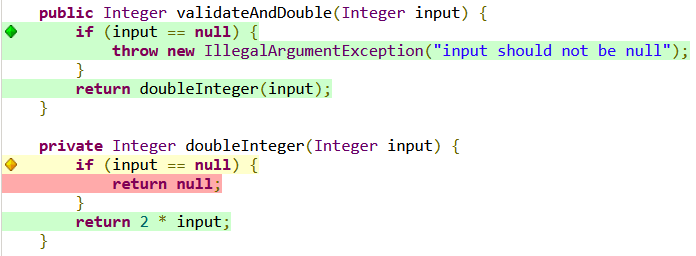 public Integer validateAndDouble(Integer input) {
    if (input == null) {
        throw new IllegalArgumentException("input should not be null");
    }
    return doubleInteger(input);
}

private Integer doubleInteger(Integer input) {
    if (input == null) {
        return null;
    }
    return 2 * input;
}